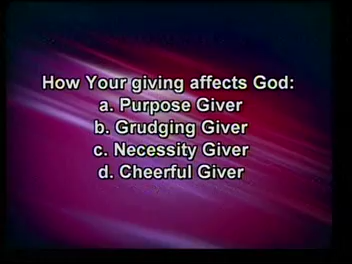 How Your giving affects God:
a. Purpose Giver
b. Grudging Giver
c. Necessity Giver
d. Cheerful Giver